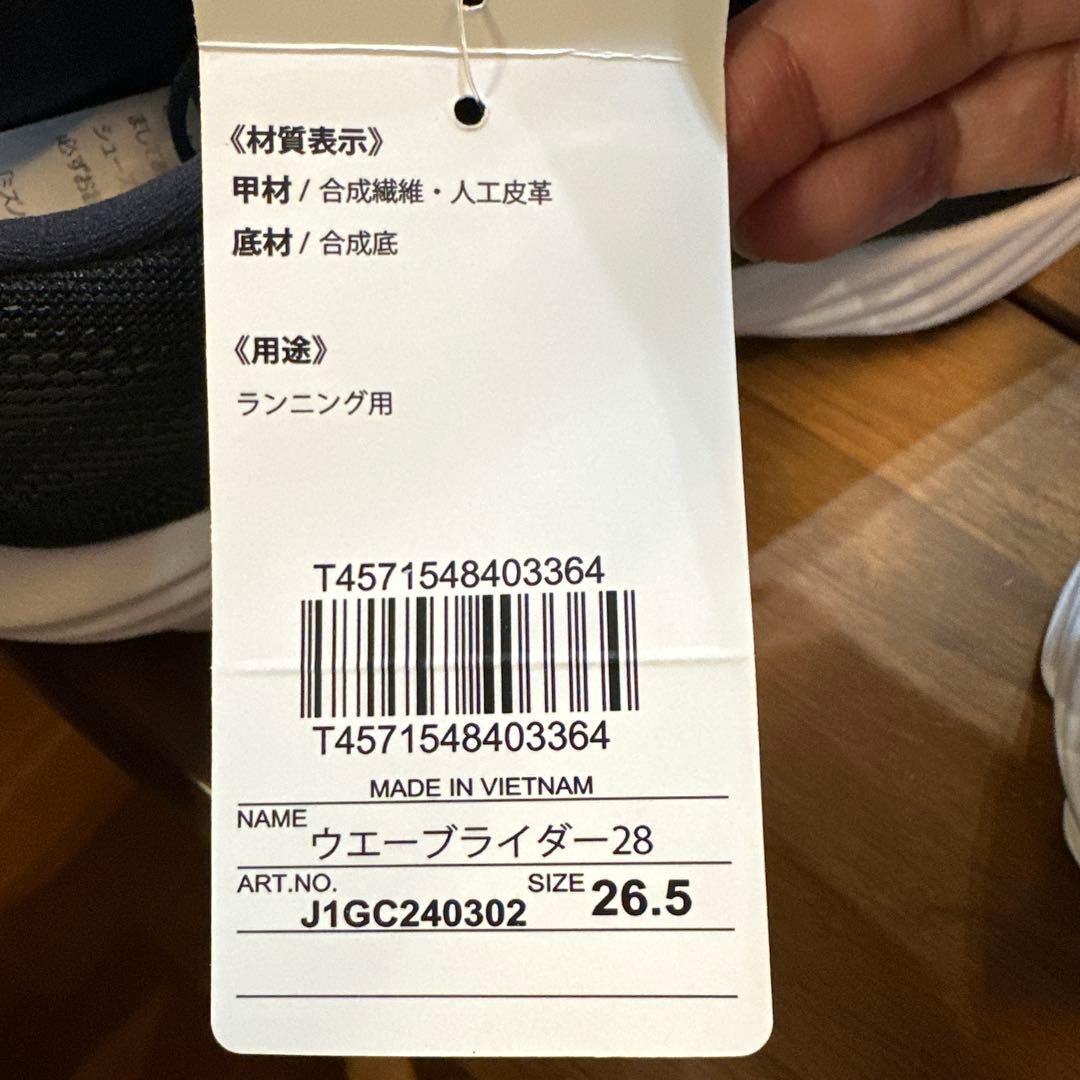 《材質表示》
甲材 / 合成繊維・人工皮革
底材 / 合成底
《用途》
ランニング用
T4571548403364
T4571548403364
MADE IN VIETNAM
NAME ウエーブライダー28
ART.NO. J1GC240302 SIZE 26.5